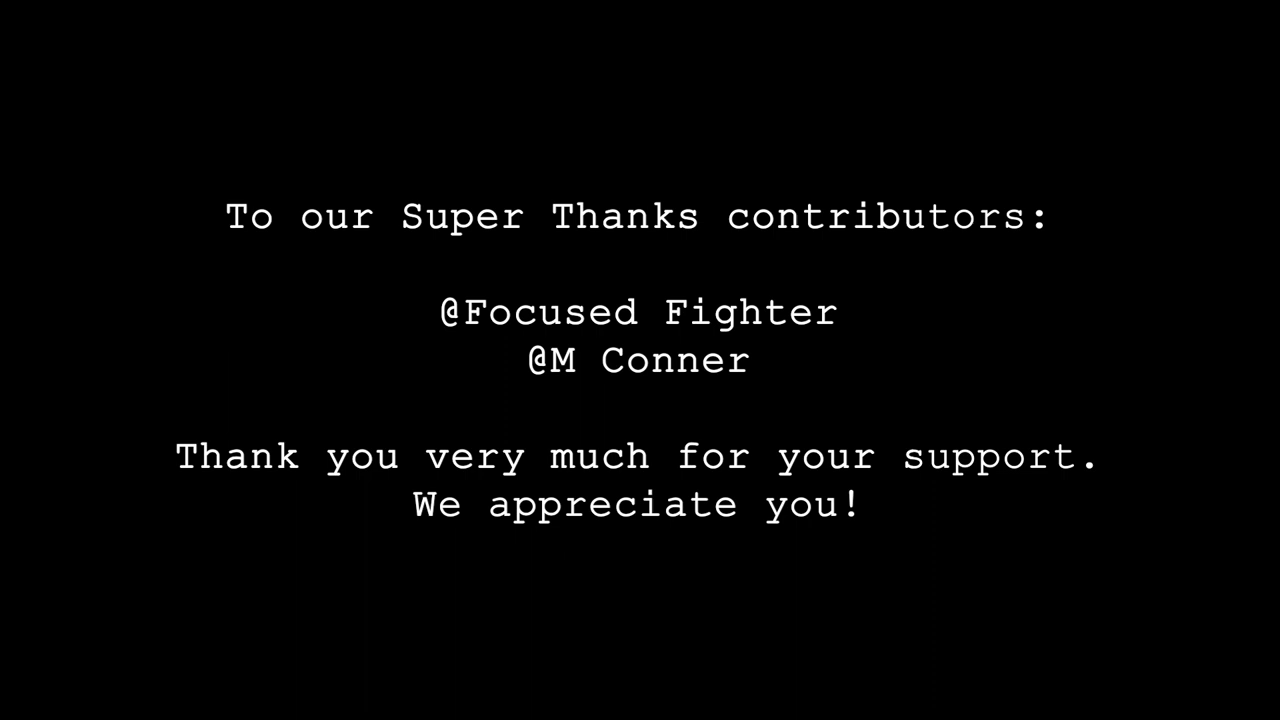 To our Super Thanks contributors:
@Focused Fighter
@M Conner
Thank you very much for your support.
We appreciate you!